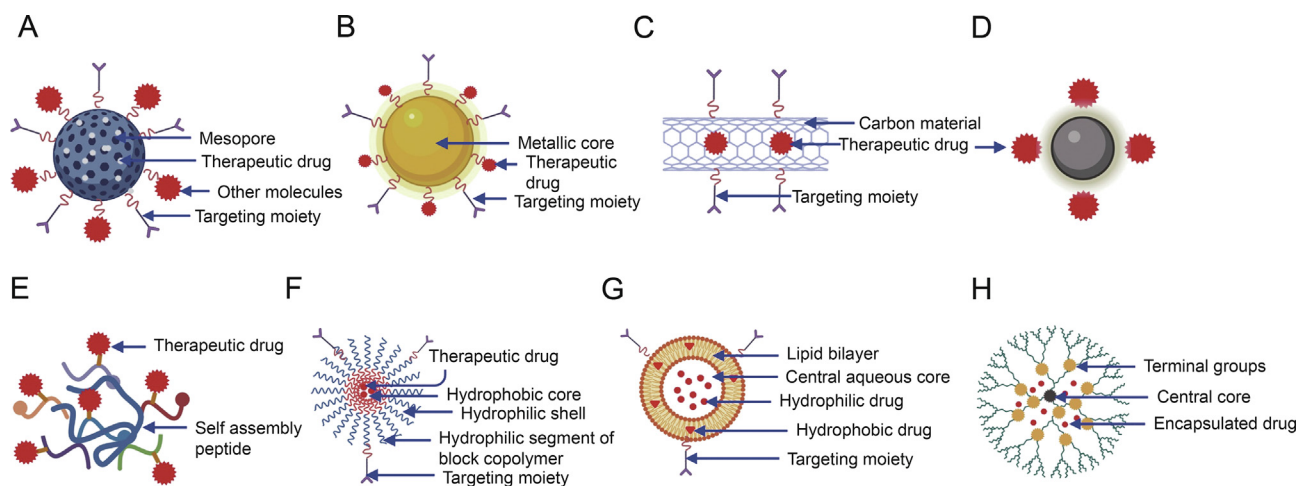 A
Mesopore
Therapeutic drug
Other molecules
Targeting moiety
B
Metallic core
Therapeutic
drug
Targeting moiety
C
Carbon material
Therapeutic drug
Targeting moiety
D
E
Therapeutic drug
Self assembly
peptide
F
Therapeutic drug
Hydrophobic core
Hydrophilic shell
Hydrophilic segment of
block copolymer
Targeting moiety
G
Lipid bilayer
Central aqueous core
Hydrophilic drug
Hydrophobic drug
Targeting moiety
H
Terminal groups
Central core
Encapsulated drug